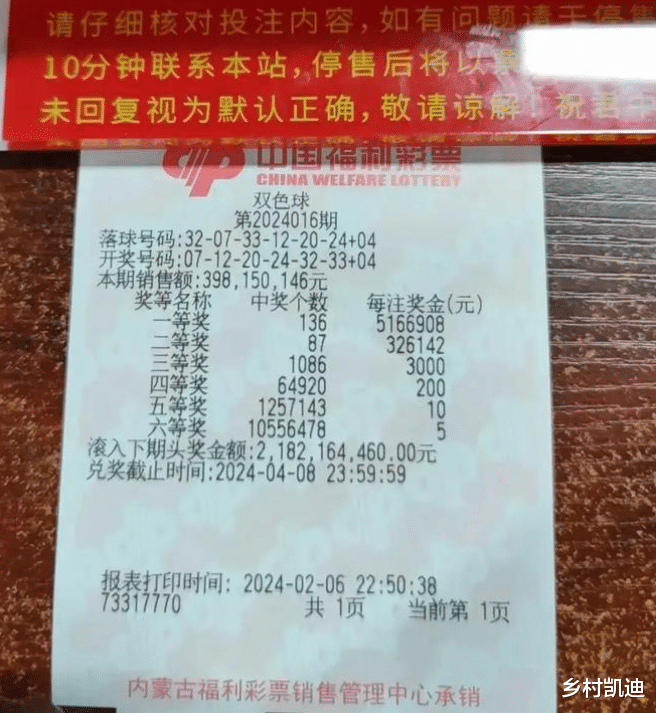 请仔细核对投注内容,如有问题请于停售
10分钟联系本站,停售后将以
未回复视为默认正确,敬请谅解!祝君中
中国福利彩票
CHINA WELFARE LOTTERY
双色球
第2024016期
落球号码:32-07-33-12-20-24+04
开奖号码:07-12-20-24-32-33+04
本期销售额:398,150,146元
奖等名称 中奖个数 每注奖金(元)
一等奖 136 5166908
二等奖 87 326142
三等奖 1086 3000
四等奖 64920 200
五等奖 1257143 10
六等奖 10556478 5
滚入下期头奖金额:2,182,164,460.00元
兑奖截止时间:2024-04-08 23:59:59
报表打印时间: 2024-02-06 22:50:38
73317770 共 1页 当前第 1页
内蒙古福利彩票销售管理中心承销
乡村凯迪